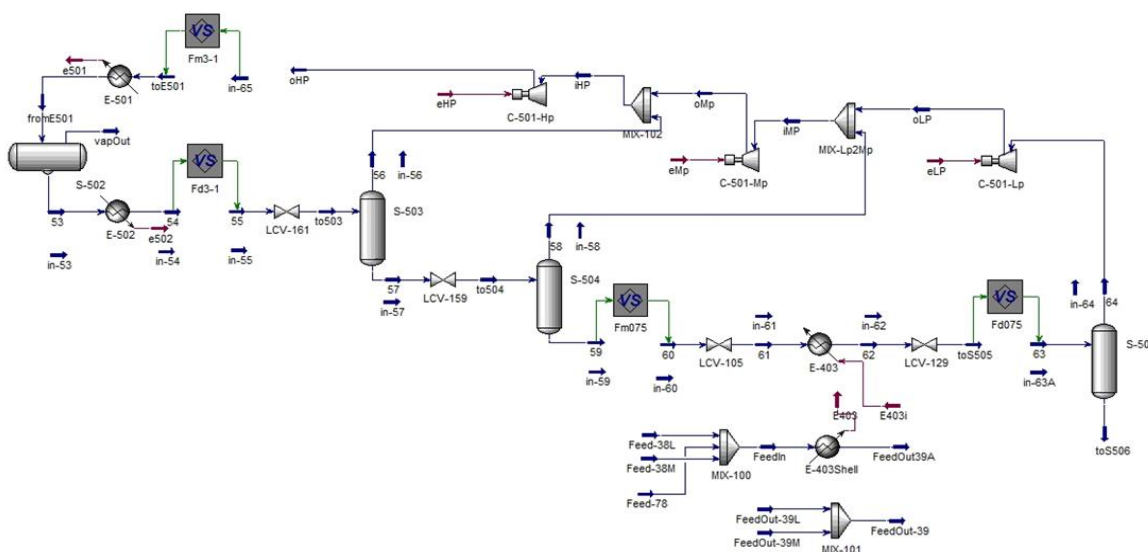 VS
Fm3-1
e501
toE501
in-65
E-501
fromE501
vapOut
S-502
53
in-53
E-502
e502
54
in-54
VS
Fd3-1
55
in-55
LCV-161
to503
56
in-56
S-503
57
in-57
LCV-159
to504
oHP
eHP
C-501-Hp
iHP
MIX-102
oMp
eMp
C-501-Mp
iMP
MIX-Lp2Mp
oLP
eLP
C-501-Lp
58
in-58
S-504
59
in-59
VS
Fm075
60
in-60
LCV-105
in-61
61
E-403
in-62
62
LCV-129
toS505
VS
Fd075
63
in-63A
in-64
64
S-50
toS506
E403
E403i
Feed-38L
Feed-38M
Feed-78
MIX-100
FeedIn
E-403Shell
FeedOut39A
FeedOut-39L
FeedOut-39M
MIX-101
FeedOut-39